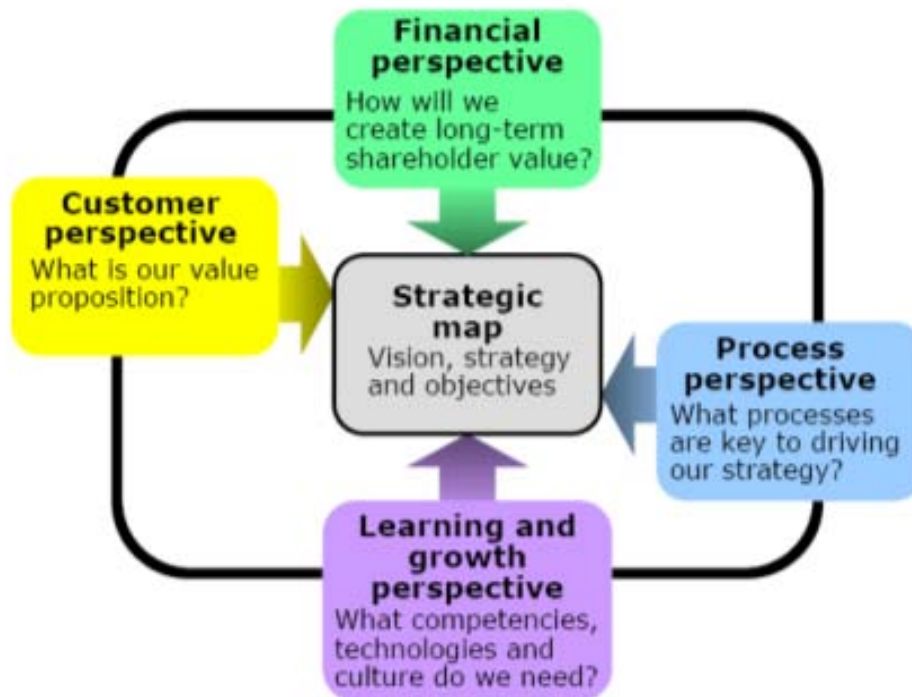 Financial
perspective
How will we
create long-term
shareholder value?
Customer
perspective
What is our value
proposition?
Strategic
map
Vision, strategy
and objectives
Process
perspective
What processes
are key to driving
our strategy?
Learning and
growth
perspective
What competencies,
technologies and
culture do we need?